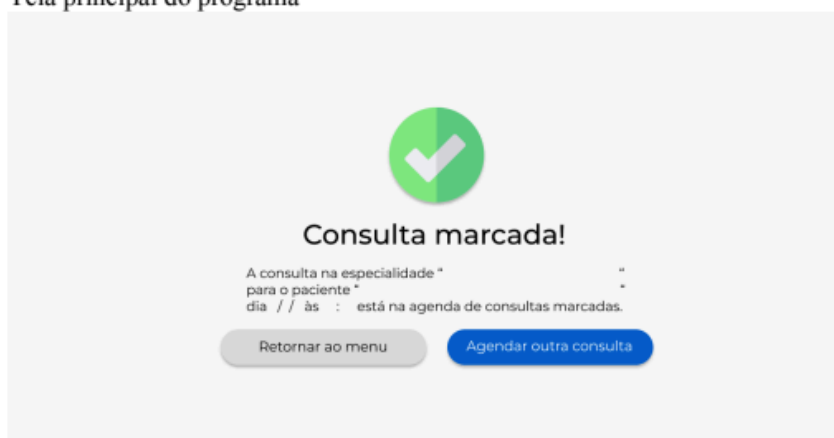 Tela principal do programa
Consulta marcada!
A consulta na especialidade " "
para o paciente " "
dia / / às : está na agenda de consultas marcadas.
Retornar ao menu
Agendar outra consulta